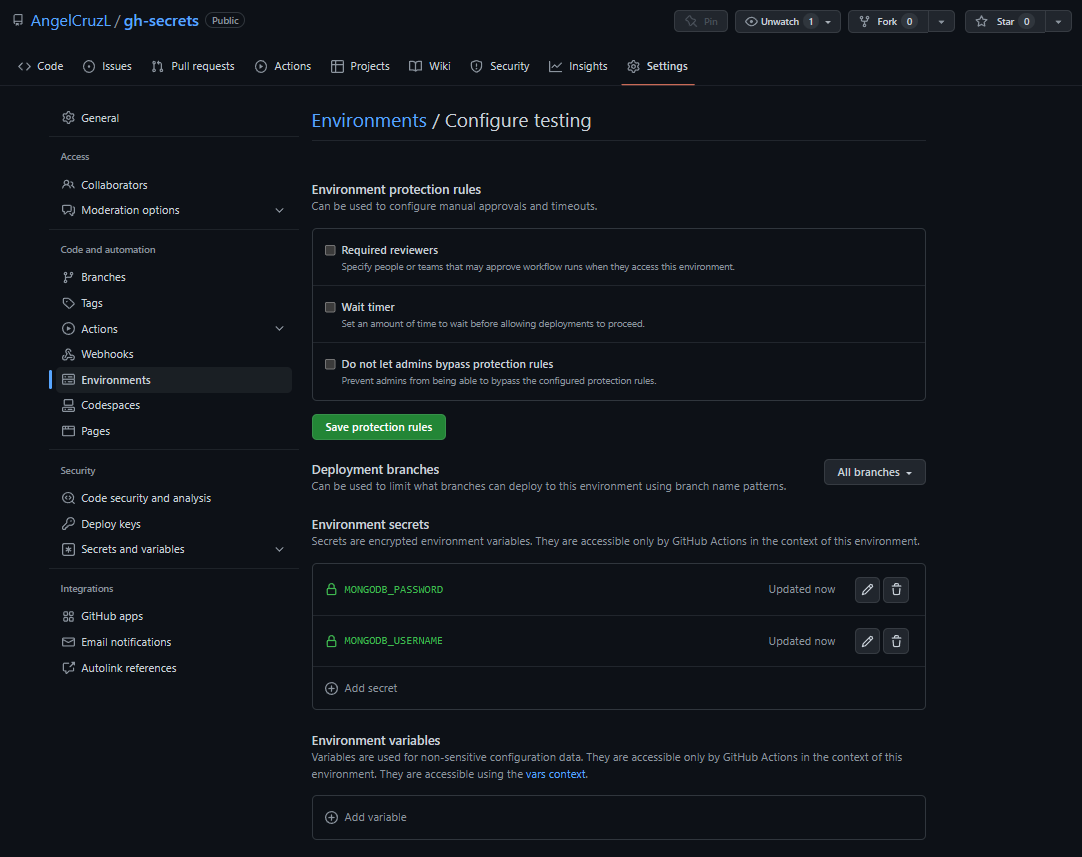 AngelCruzL / gh-secrets Public
Pin Unwatch 1 Fork 0 Star 0
Code Issues Pull requests Actions Projects Wiki Security Insights Settings
General
Access
Collaborators
Moderation options
Code and automation
Branches
Tags
Actions
Webhooks
Environments
Codespaces
Pages
Security
Code security and analysis
Deploy keys
Secrets and variables
Integrations
GitHub apps
Email notifications
Autolink references
Environments / Configure testing
Environment protection rules
Can be used to configure manual approvals and timeouts.
Required reviewers
Specify people or teams that may approve workflow runs when they access this environment.
Wait timer
Set an amount of time to wait before allowing deployments to proceed.
Do not let admins bypass protection rules
Prevent admins from being able to bypass the configured protection rules.
Save protection rules
Deployment branches
Can be used to limit what branches can deploy to this environment using branch name patterns.
All branches
Environment secrets
Secrets are encrypted environment variables. They are accessible only by GitHub Actions in the context of this environment.
MONGODB_PASSWORD Updated now
MONGODB_USERNAME Updated now
Add secret
Environment variables
Variables are used for non-sensitive configuration data. They are accessible only by GitHub Actions in the context of this
environment. They are accessible using the vars context.
Add variable